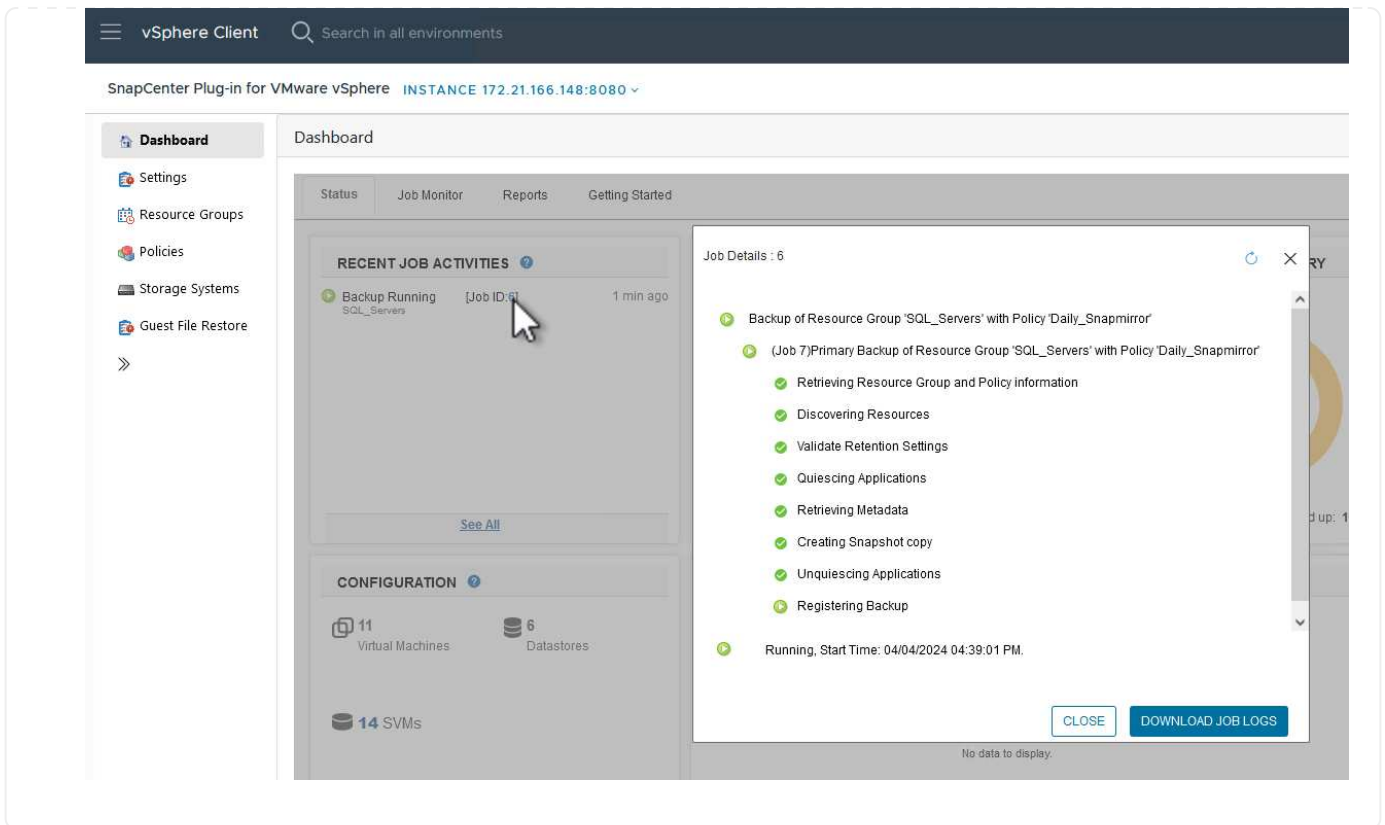 vSphere Client
Search in all environments
SnapCenter Plug-in for VMware vSphere INSTANCE 172.21.166.148:8080
Dashboard
Settings
Resource Groups
Policies
Storage Systems
Guest File Restore
Dashboard
Status
Job Monitor
Reports
Getting Started
RECENT JOB ACTIVITIES
Backup Running [Job ID:6] 1 min ago
SQL_Servers
See All
CONFIGURATION
11
Virtual Machines
6
Datastores
14 SVMs
Job Details : 6
Backup of Resource Group 'SQL_Servers' with Policy 'Daily_Snapmirror'
(Job 7)Primary Backup of Resource Group 'SQL_Servers' with Policy 'Daily_Snapmirror'
Retrieving Resource Group and Policy information
Discovering Resources
Validate Retention Settings
Quiescing Applications
Retrieving Metadata
Creating Snapshot copy
Unquiescing Applications
Registering Backup
Running, Start Time: 04/04/2024 04:39:01 PM.
CLOSE
DOWNLOAD JOB LOGS
RY
d up: 1
No data to display.